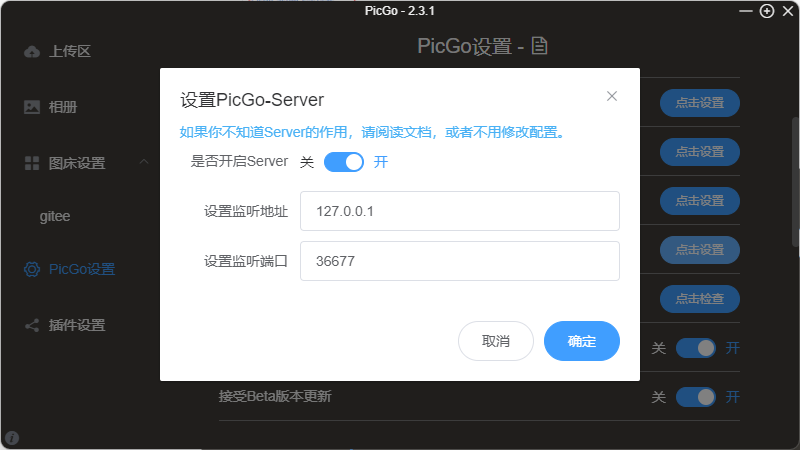 PicGo - 2.3.1
上传区
相册
图床设置
gitee
PicGo设置
插件设置
PicGo设置 -
点击设置
点击设置
点击设置
点击设置
点击检查
关 开
接受Beta版本更新 关 开
设置PicGo-Server
如果你不知道Server的作用，请阅读文档，或者不用修改配置。
是否开启Server 关 开
设置监听地址 127.0.0.1
设置监听端口 36677
取消 确定